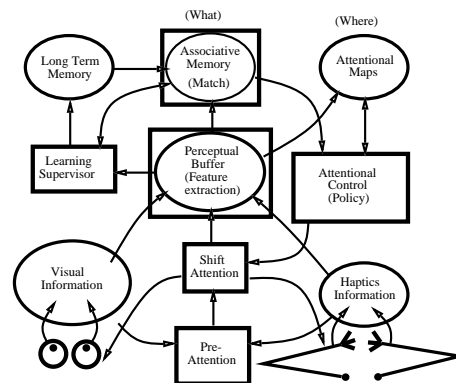 (What)
(Where)
Long Term
Memory
Associative
Memory
(Match)
Attentional
Maps
Learning
Supervisor
Perceptual
Buffer
(Feature
extraction)
Attentional
Control
(Policy)
Visual
Information
Shift
Attention
Haptics
Information
Pre-
Attention